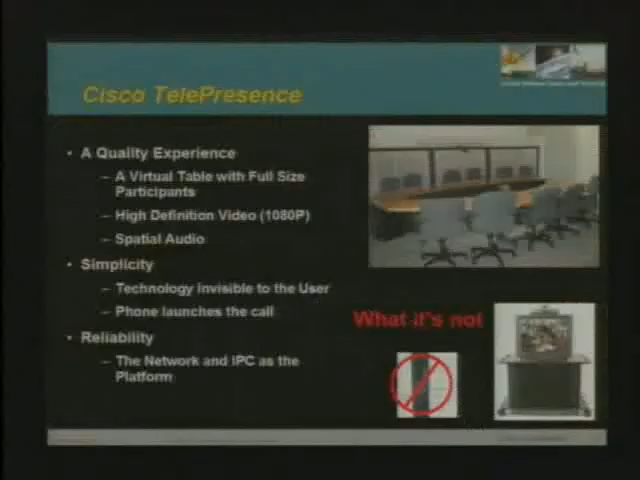 Cisco TelePresence
• A Quality Experience
– A Virtual Table with Full Size
Participants
– High Definition Video (1080P)
– Spatial Audio
• Simplicity
– Technology Invisible to the User
– Phone launches the call
• Reliability
– The Network and IPC as the
Platform
What it's not